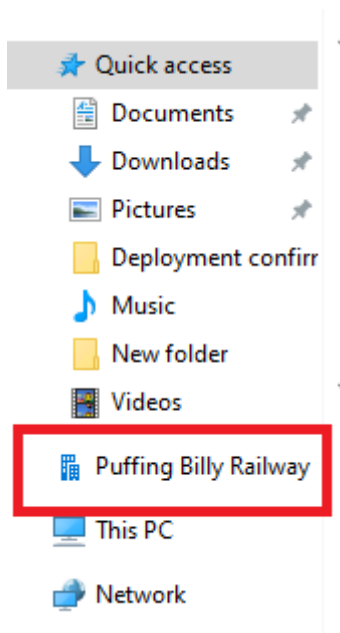 Quick access
Documents
Downloads
Pictures
Deployment confirr
Music
New folder
Videos
Puffing Billy Railway
This PC
Network